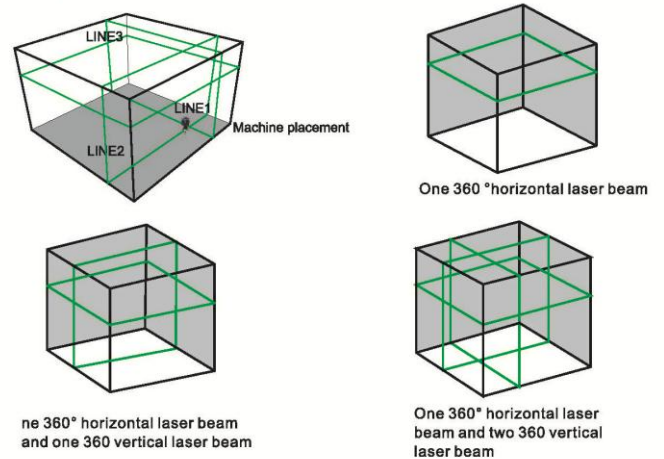 LINE3
LINE1
Machine placement
LINE2
One 360 °horizontal laser beam
ne 360° horizontal laser beam
and one 360 vertical laser beam
One 360° horizontal laser
beam and two 360 vertical
laser beam